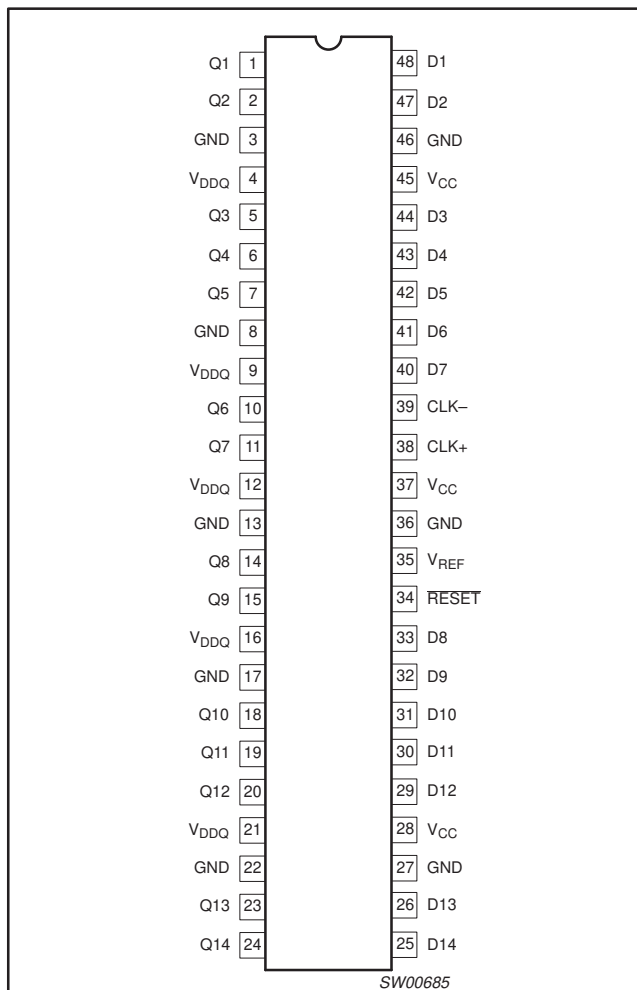 Q1 1 48 D1
Q2 2 47 D2
GND 3 46 GND
VDDQ 4 45 VCC
Q3 5 44 D3
Q4 6 43 D4
Q5 7 42 D5
GND 8 41 D6
VDDQ 9 40 D7
Q6 10 39 CLK–
Q7 11 38 CLK+
VDDQ 12 37 VCC
GND 13 36 GND
Q8 14 35 VREF
Q9 15 34 RESET
VDDQ 16 33 D8
GND 17 32 D9
Q10 18 31 D10
Q11 19 30 D11
Q12 20 29 D12
VDDQ 21 28 VCC
GND 22 27 GND
Q13 23 26 D13
Q14 24 25 D14
SW00685